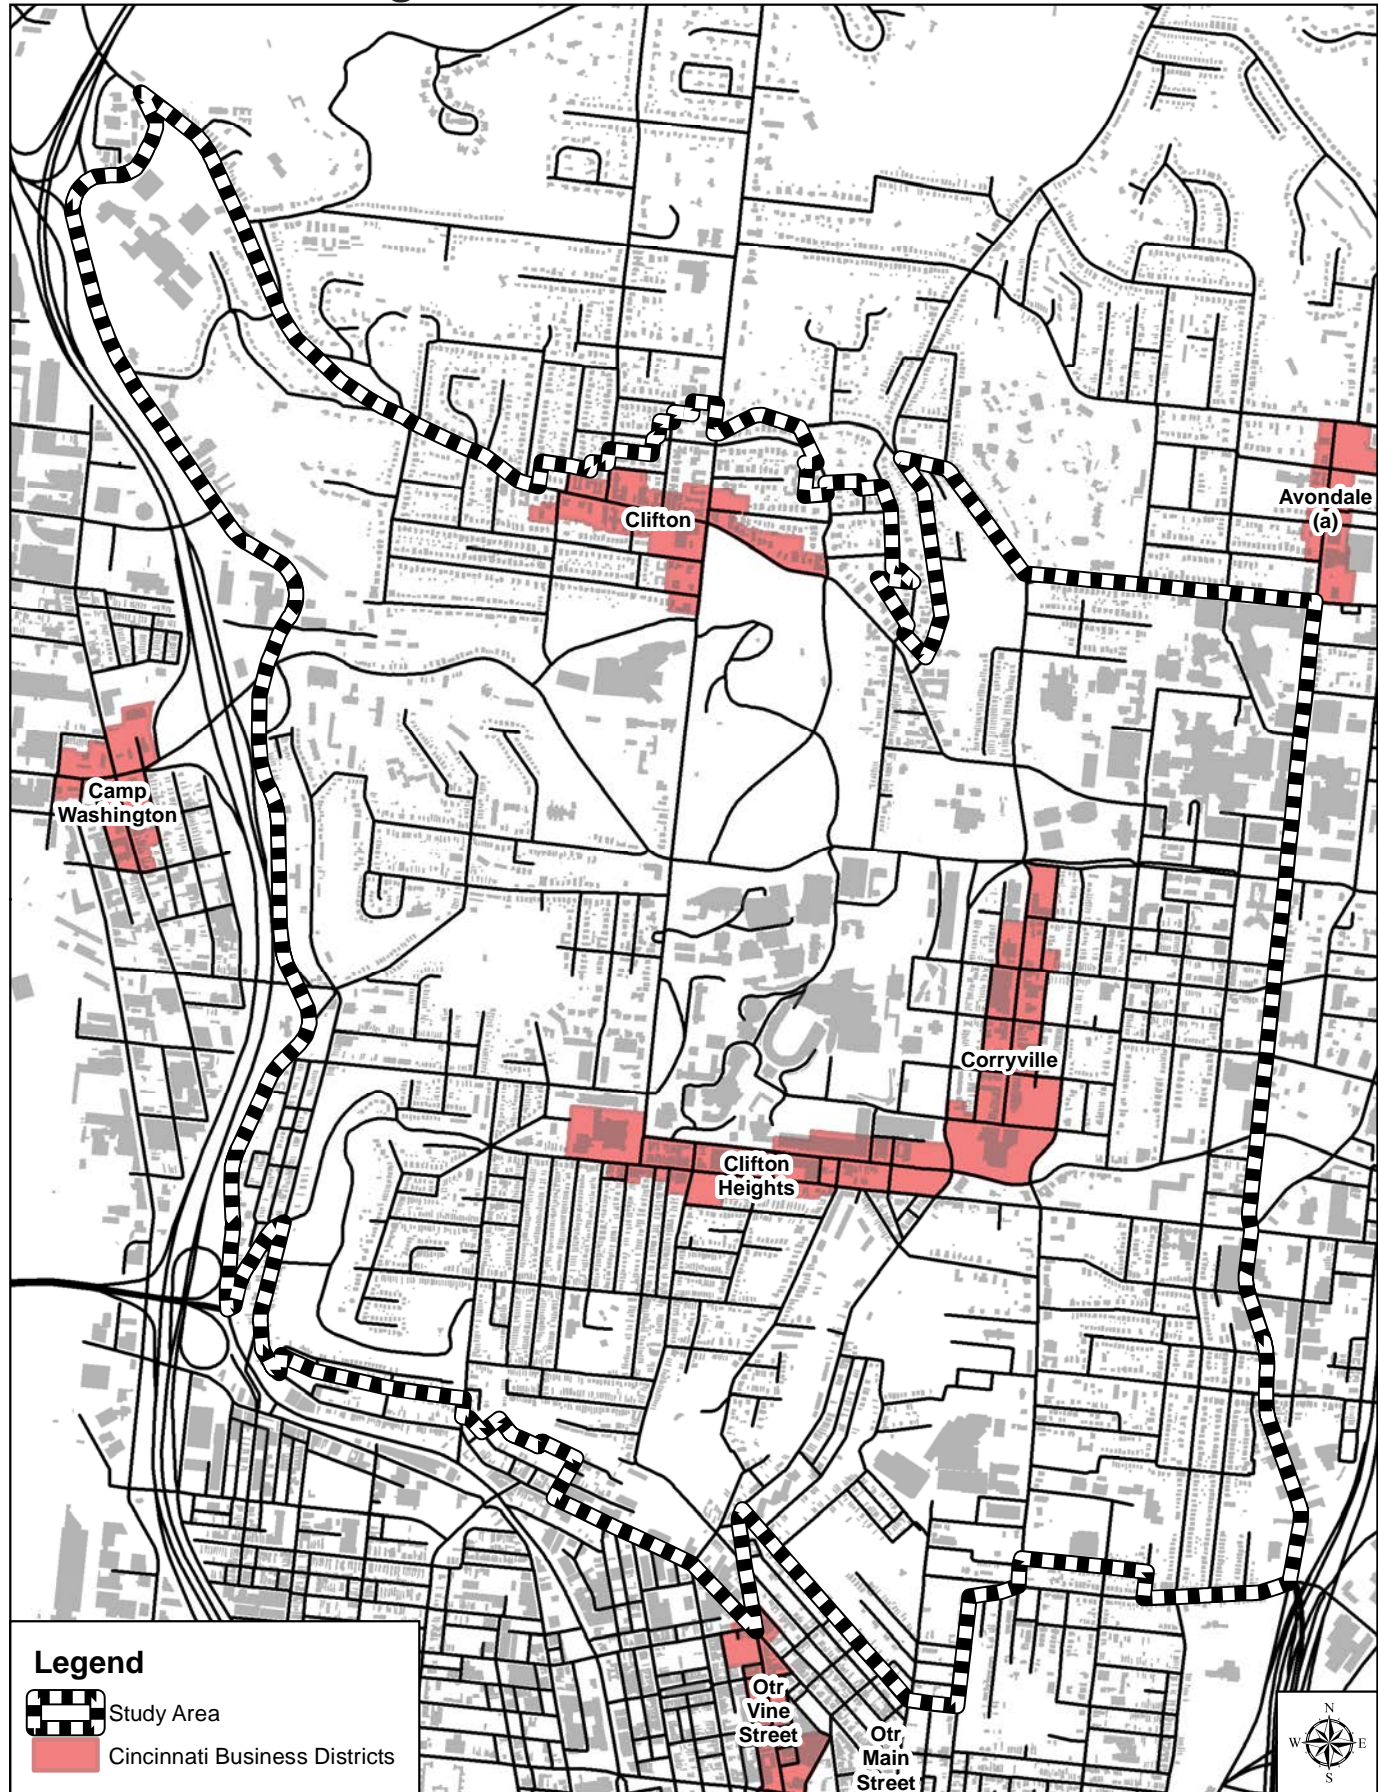 Clifton
Avondale
(a)
Camp
Washington
Corryville
Clifton
Heights
Otr
Vine
Street
Otr
Main
Street
Legend
Study Area
Cincinnati Business Districts
N
W E
S